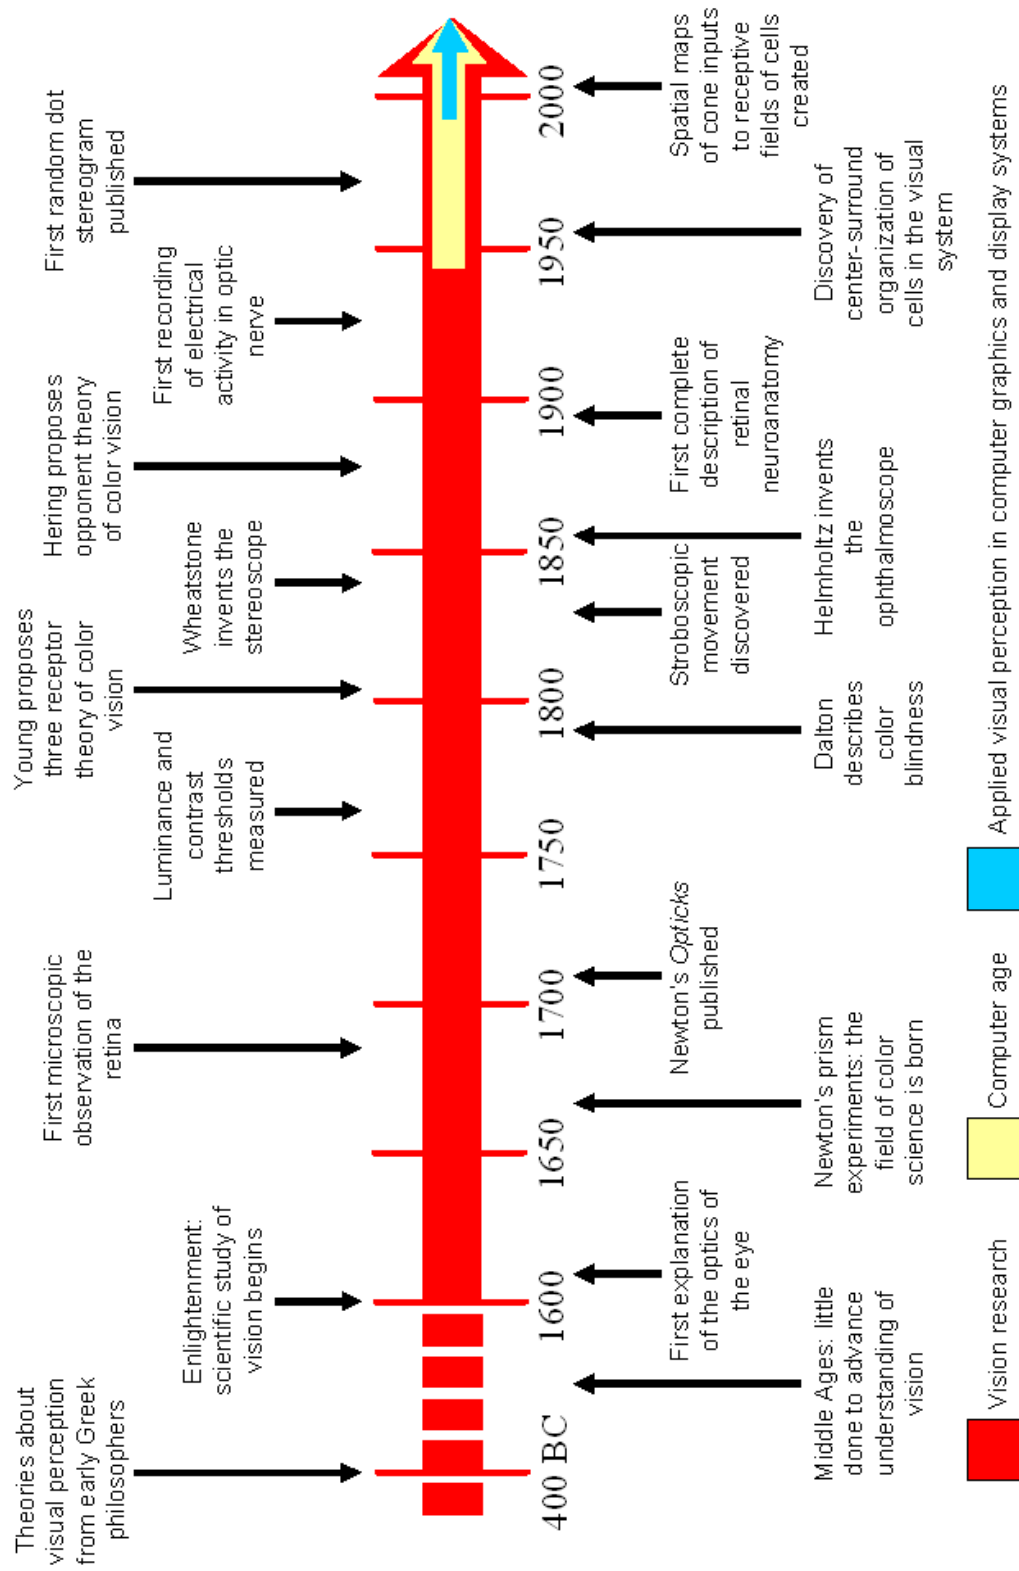 Theories about
visual perception
from early Greek
philosophers
Enlightenment:
scientific study of
vision begins
First microscopic
observation of the
retina
Luminance and
contrast
thresholds
measured
Young proposes
three receptor
theory of color
vision
Wheatstone
invents the
stereoscope
Hering proposes
opponent theory
of color vision
First recording
of electrical
activity in optic
nerve
First random dot
stereogram
published
400 BC
1600
1650
1700
1750
1800
1850
1900
1950
2000
Middle Ages: little
done to advance
understanding of
vision
First explanation
of the optics of
the eye
Newton's prism
experiments: the
field of color
science is born
Newton's Opticks
published
Dalton
describes
color
blindness
Stroboscopic
movement
discovered
Helmholtz invents
the
ophthalmoscope
First complete
description of
retinal
neuroanatomy
Discovery of
center-surround
organization of
cells in the visual
system
Spatial maps
of cone inputs
to receptive
fields of cells
created
Vision research
Computer age
Applied visual perception in computer graphics and display systems